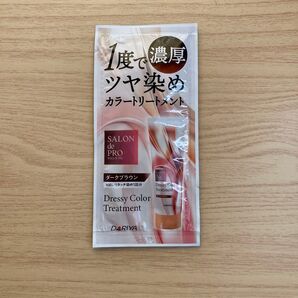 1度で
濃厚
ツヤ染め
カラートリートメント
SALON
de
PRO
ダークブラウン
Dressy Color
Treatment
DARIYA